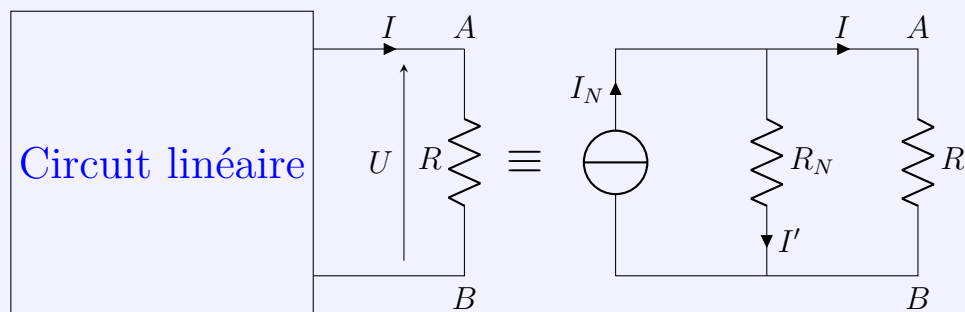 I A I A
I_N
Circuit linéaire U R ≡ R_N R
I'
B B